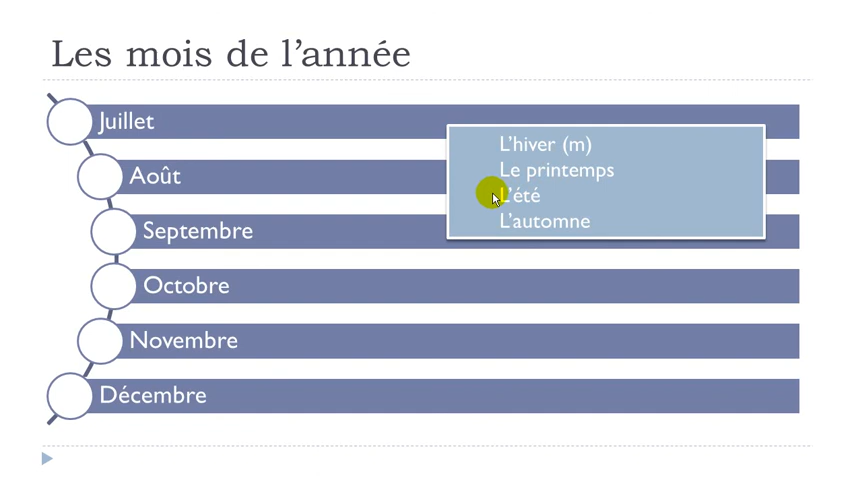 Les mois de l’année
Juillet
Août
Septembre
Octobre
Novembre
Décembre
L’hiver (m)
Le printemps
L’été
L’automne